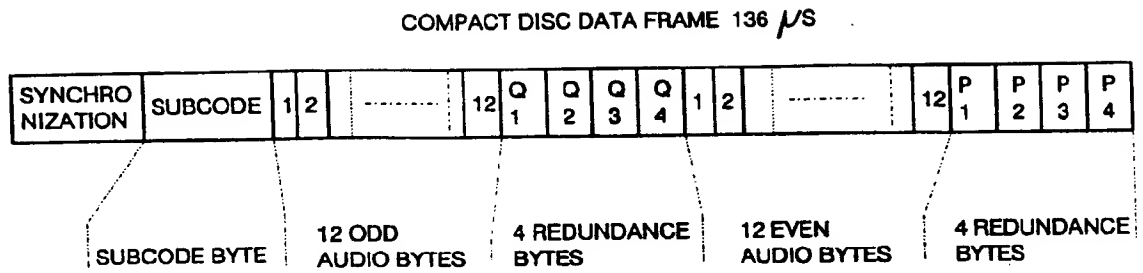 COMPACT DISC DATA FRAME 136 μS
SYNCHRO
NIZATION
SUBCODE
1 2
12
Q
1
Q
2
Q
3
Q
4
1 2
12
P
1
P
2
P
3
P
4
SUBCODE BYTE
12 ODD
AUDIO BYTES
4 REDUNDANCE
BYTES
12 EVEN
AUDIO BYTES
4 REDUNDANCE
BYTES